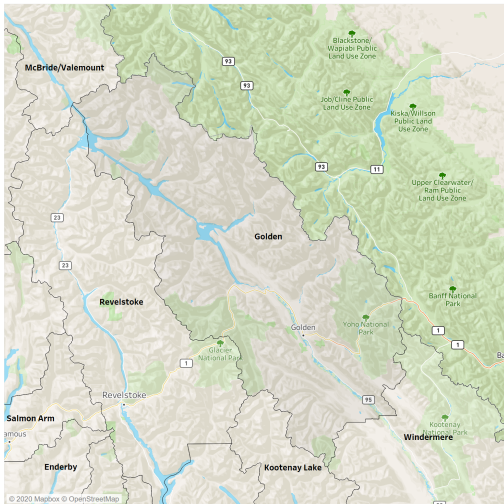 Blackstone/
Wapiabi Public
Land Use Zone
93
McBride/Valemount
93
Job/Cline Public
Land Use Zone
Kiska/Willson
Public Land
Use Zone
93
11
Upper Clearwater/
Ram Public
Land Use Zone
23
Golden
23
Banff National
Park
Revelstoke
Golden
Yoho National
Park
1
1
Glacier
National Park
1
Revelstoke
95
Salmon Arm
Kootenay
National Park
Windermere
Enderby
Kootenay Lake
93
© 2020 Mapbox © OpenStreetMap